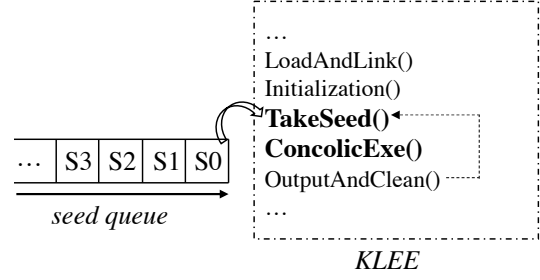 …
LoadAndLink()
Initialization()
TakeSeed()
ConcolicExe()
OutputAndClean()
…
KLEE
… S3 S2 S1 S0
seed queue